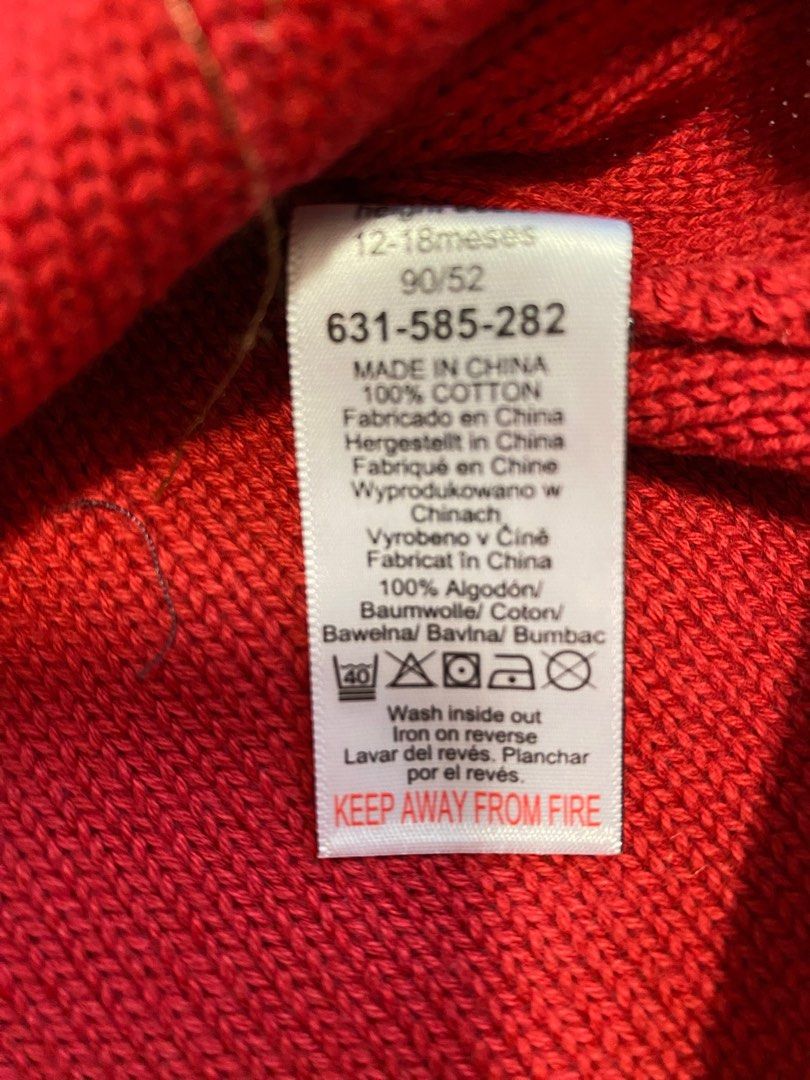 12-18meses
90/52
631-585-282
MADE IN CHINA
100% COTTON
Fabricado en China
Hergestellt in China
Fabriqué en Chine
Wyprodukowano w
Chinach
Vyrobeno v Číně
Fabricat în China
100% Algodón/
Baumwolle/ Coton/
Bawełna/ Bavlna/ Bumbac
40
Wash inside out
Iron on reverse
Lavar del revés. Planchar
por el revés.
KEEP AWAY FROM FIRE